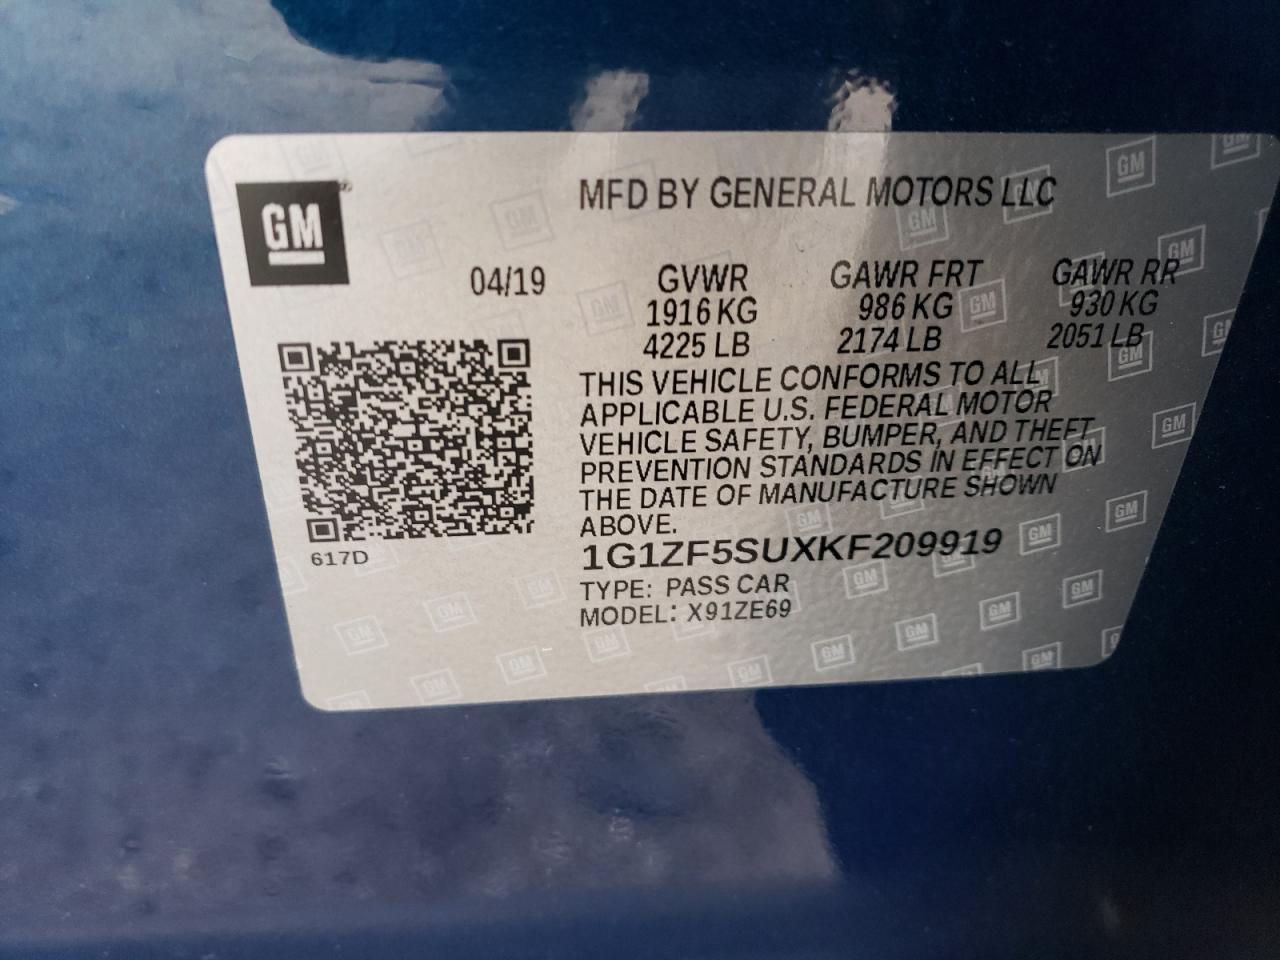 GM
MFD BY GENERAL MOTORS LLC
04/19 GVWR GAWR FRT GAWR RR
1916 KG 986 KG 930 KG
4225 LB 2174 LB 2051 LB
THIS VEHICLE CONFORMS TO ALL
APPLICABLE U.S. FEDERAL MOTOR
VEHICLE SAFETY, BUMPER, AND THEFT
PREVENTION STANDARDS IN EFFECT ON
THE DATE OF MANUFACTURE SHOWN
ABOVE.
617D
1G1ZF5SUXKF209919
TYPE: PASS CAR
MODEL: X91ZE69